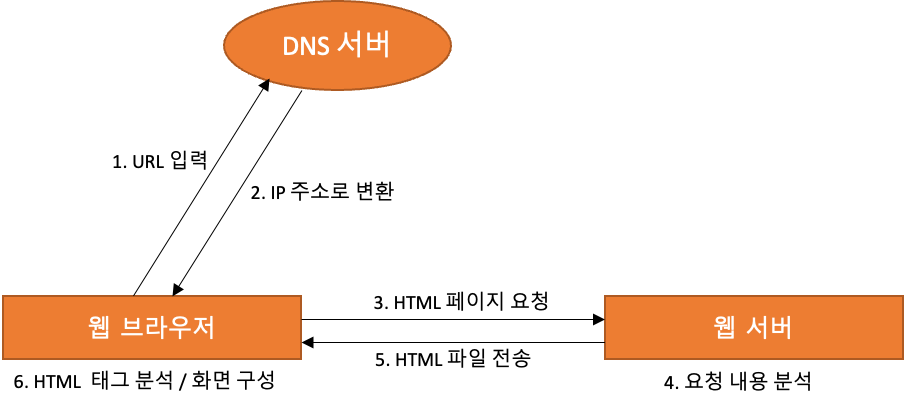 DNS 서버
1. URL 입력
2. IP 주소로 변환
3. HTML 페이지 요청
웹 브라우저
웹 서버
5. HTML 파일 전송
6. HTML 태그 분석 / 화면 구성
4. 요청 내용 분석